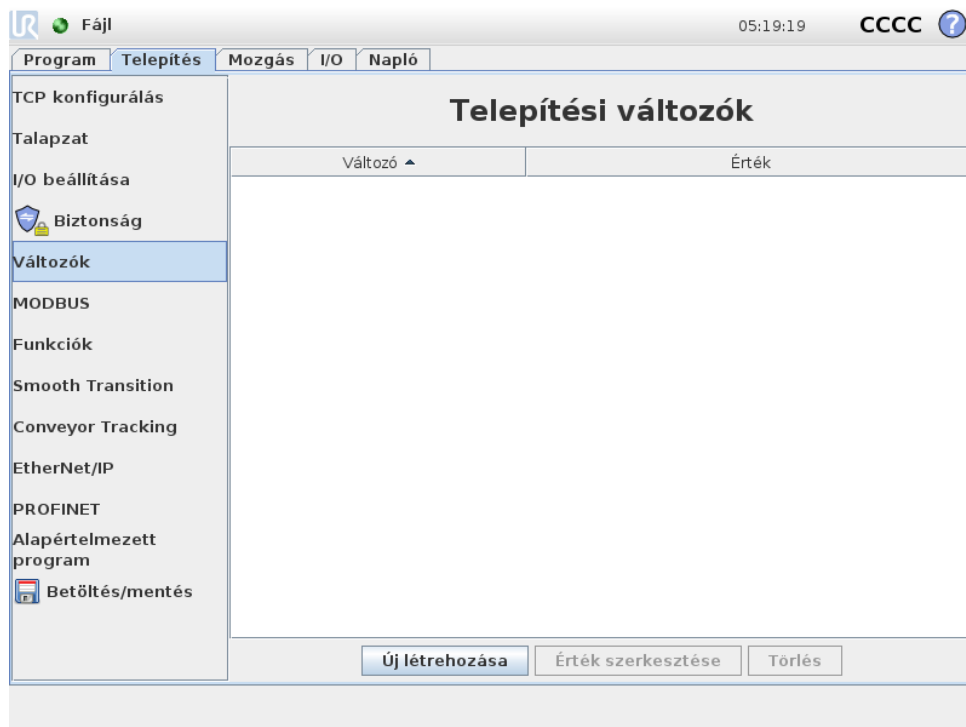 UR Fájl 05:19:19 CCCC ?
Program Telepítés Mozgás I/O Napló
TCP konfigurálás
Talapzat
I/O beállítása
Biztonság
Változók
MODBUS
Funkciók
Smooth Transition
Conveyor Tracking
EtherNet/IP
PROFINET
Alapértelmezett
program
Betöltés/mentés
Telepítési változók
Változó Érték
Új létrehozása Érték szerkesztése Törlés